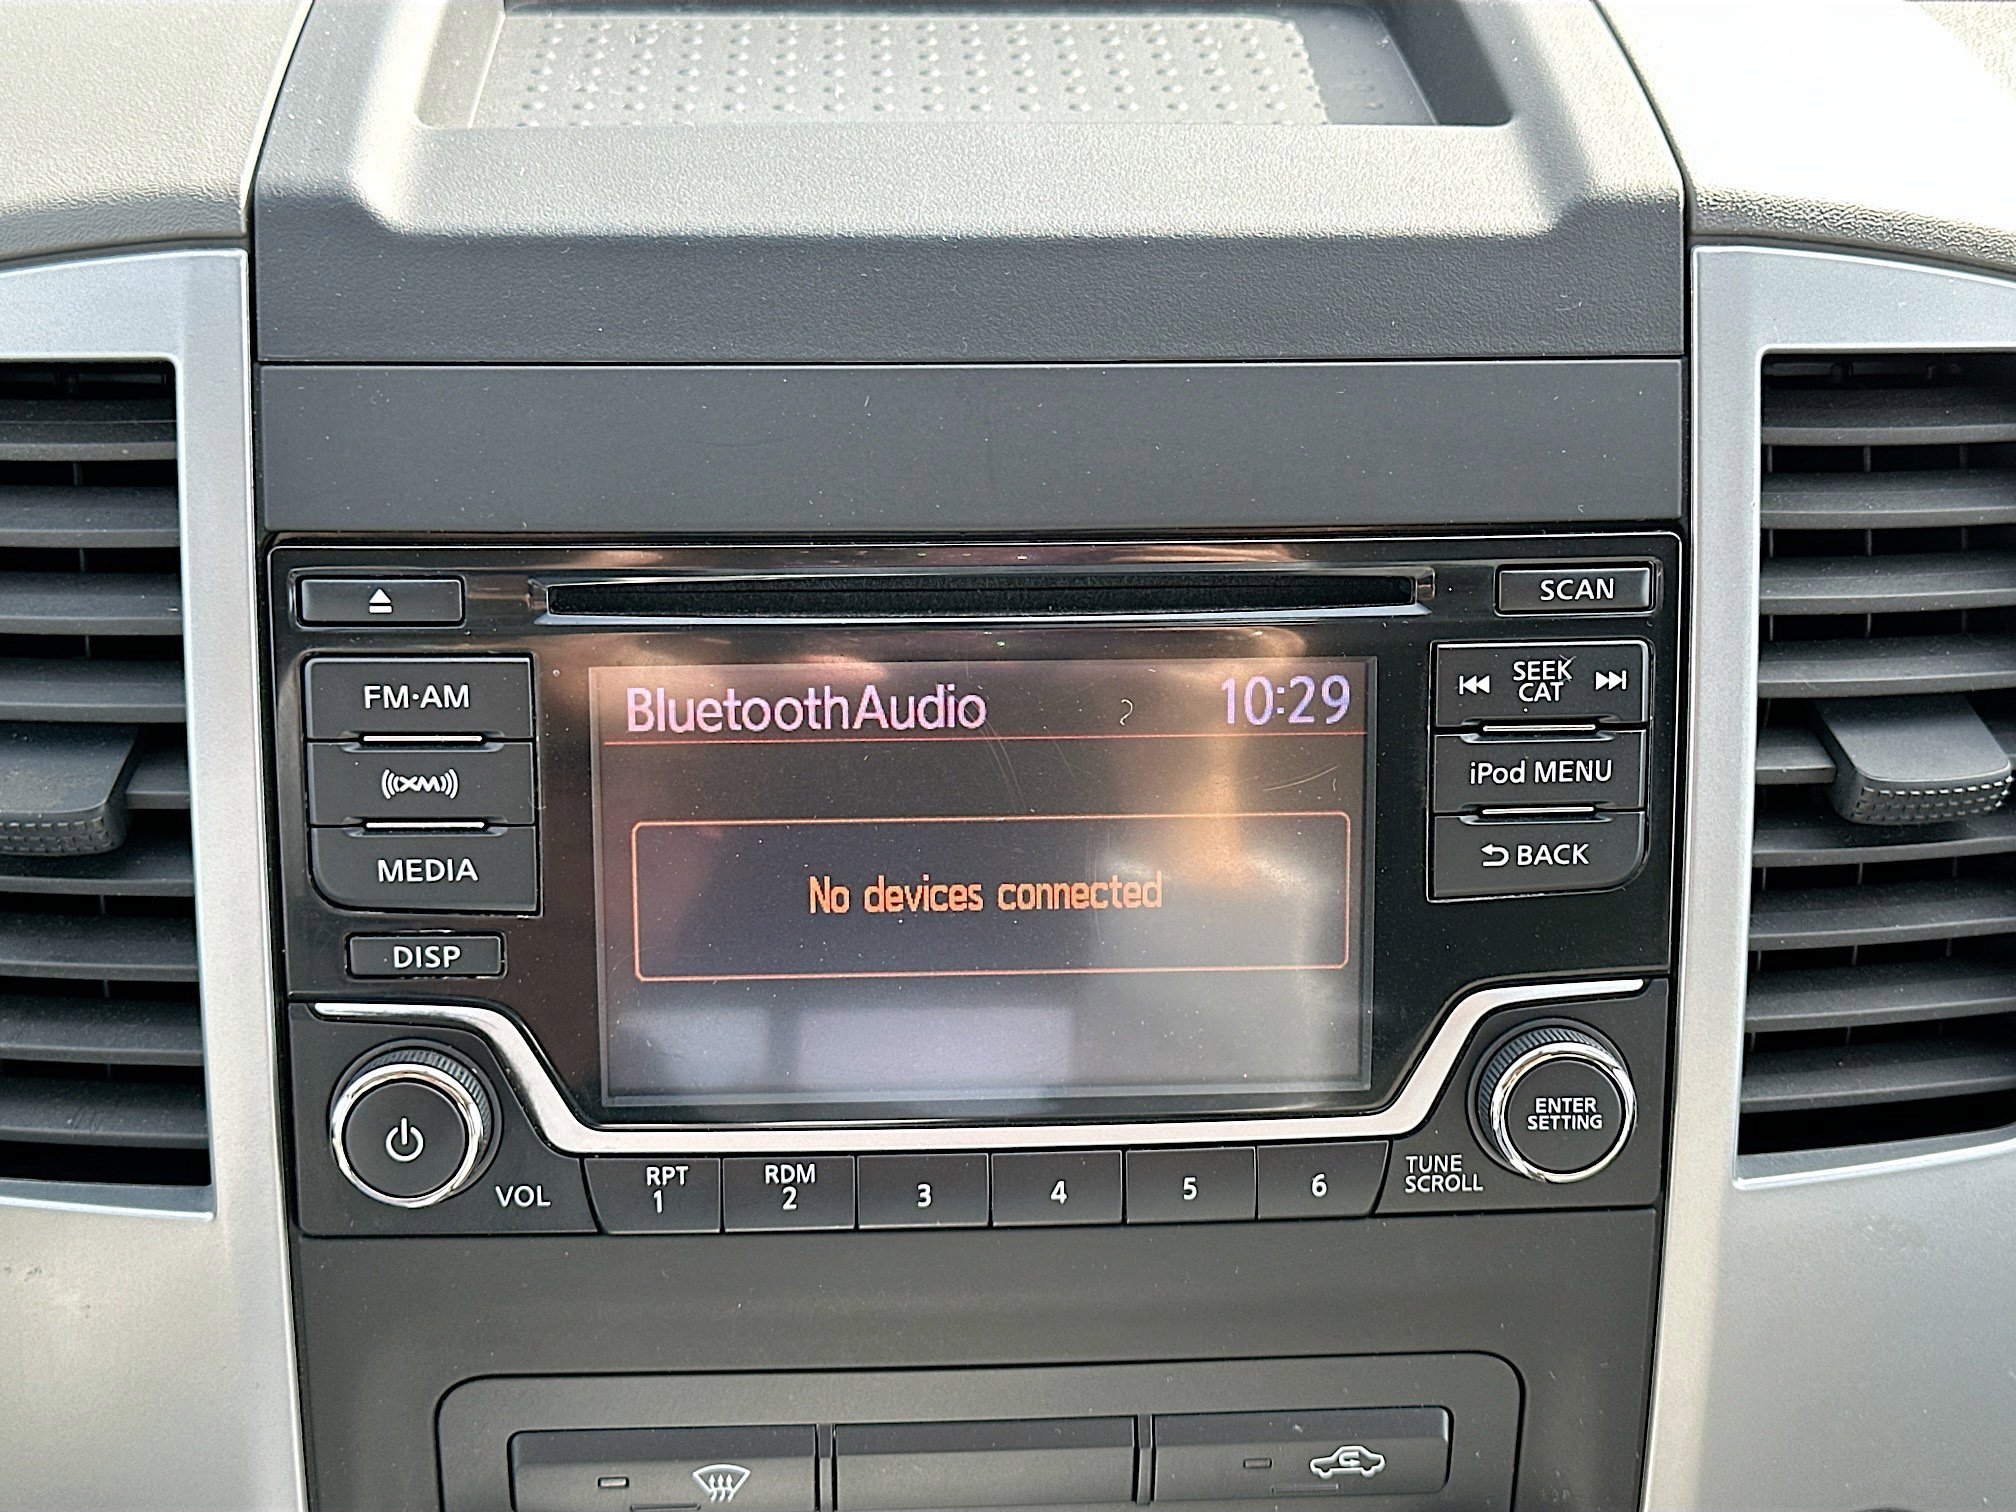 SCAN
FM·AM
SEEK
CAT
BluetoothAudio 10:29
XM
iPod MENU
MEDIA
BACK
No devices connected
DISP
ENTER
SETTING
VOL
RPT
1
RDM
2
3
4
5
6
TUNE
SCROLL